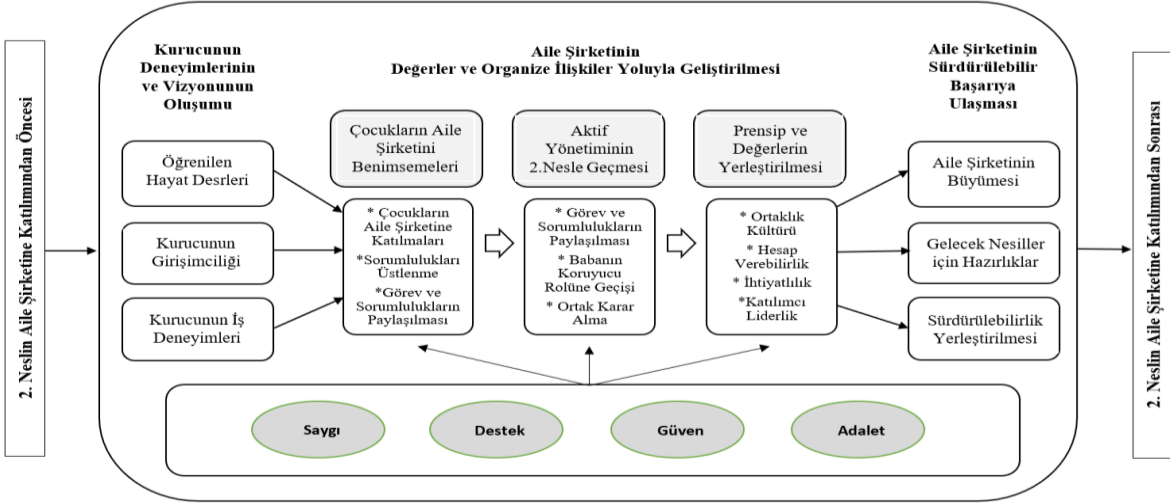 2. Neslin Aile Şirketine Katılımından Öncesi
Kurucunun
Deneyimlerinin
ve Vizyonunun
Oluşumu
Öğrenilen
Hayat Desrleri
Kurucunun
Girişimciliği
Kurucunun İş
Deneyimleri
Aile Şirketinin
Değerler ve Organize İlişkiler Yoluyla Geliştirilmesi
Çocukların Aile
Şirketini
Benimsemeleri
* Çocukların
Aile Şirketine
Katılmaları
*Sorumlulukları
Üstlenme
*Görev ve
Sorumlulukların
Paylaşılması
Aktif
Yönetiminin
2.Nesle Geçmesi
* Görev ve
Sorumlulukların
Paylaşılması
* Babanın
Koruyucu
Rolüne Geçişi
* Ortak Karar
Alma
Prensip ve
Değerlerin
Yerleştirilmesi
* Ortaklık
Kültürü
* Hesap
Verebilirlik
* İhtiyatlılık
*Katılımcı
Liderlik
Aile Şirketinin
Sürdürülebilir
Başarıya
Ulaşması
Aile Şirketinin
Büyümesi
Gelecek Nesiller
için Hazırlıklar
Sürdürülebilirlik
Yerleştirilmesi
Saygı
Destek
Güven
Adalet
2. Neslin Aile Şirketine Katılımından Sonrası